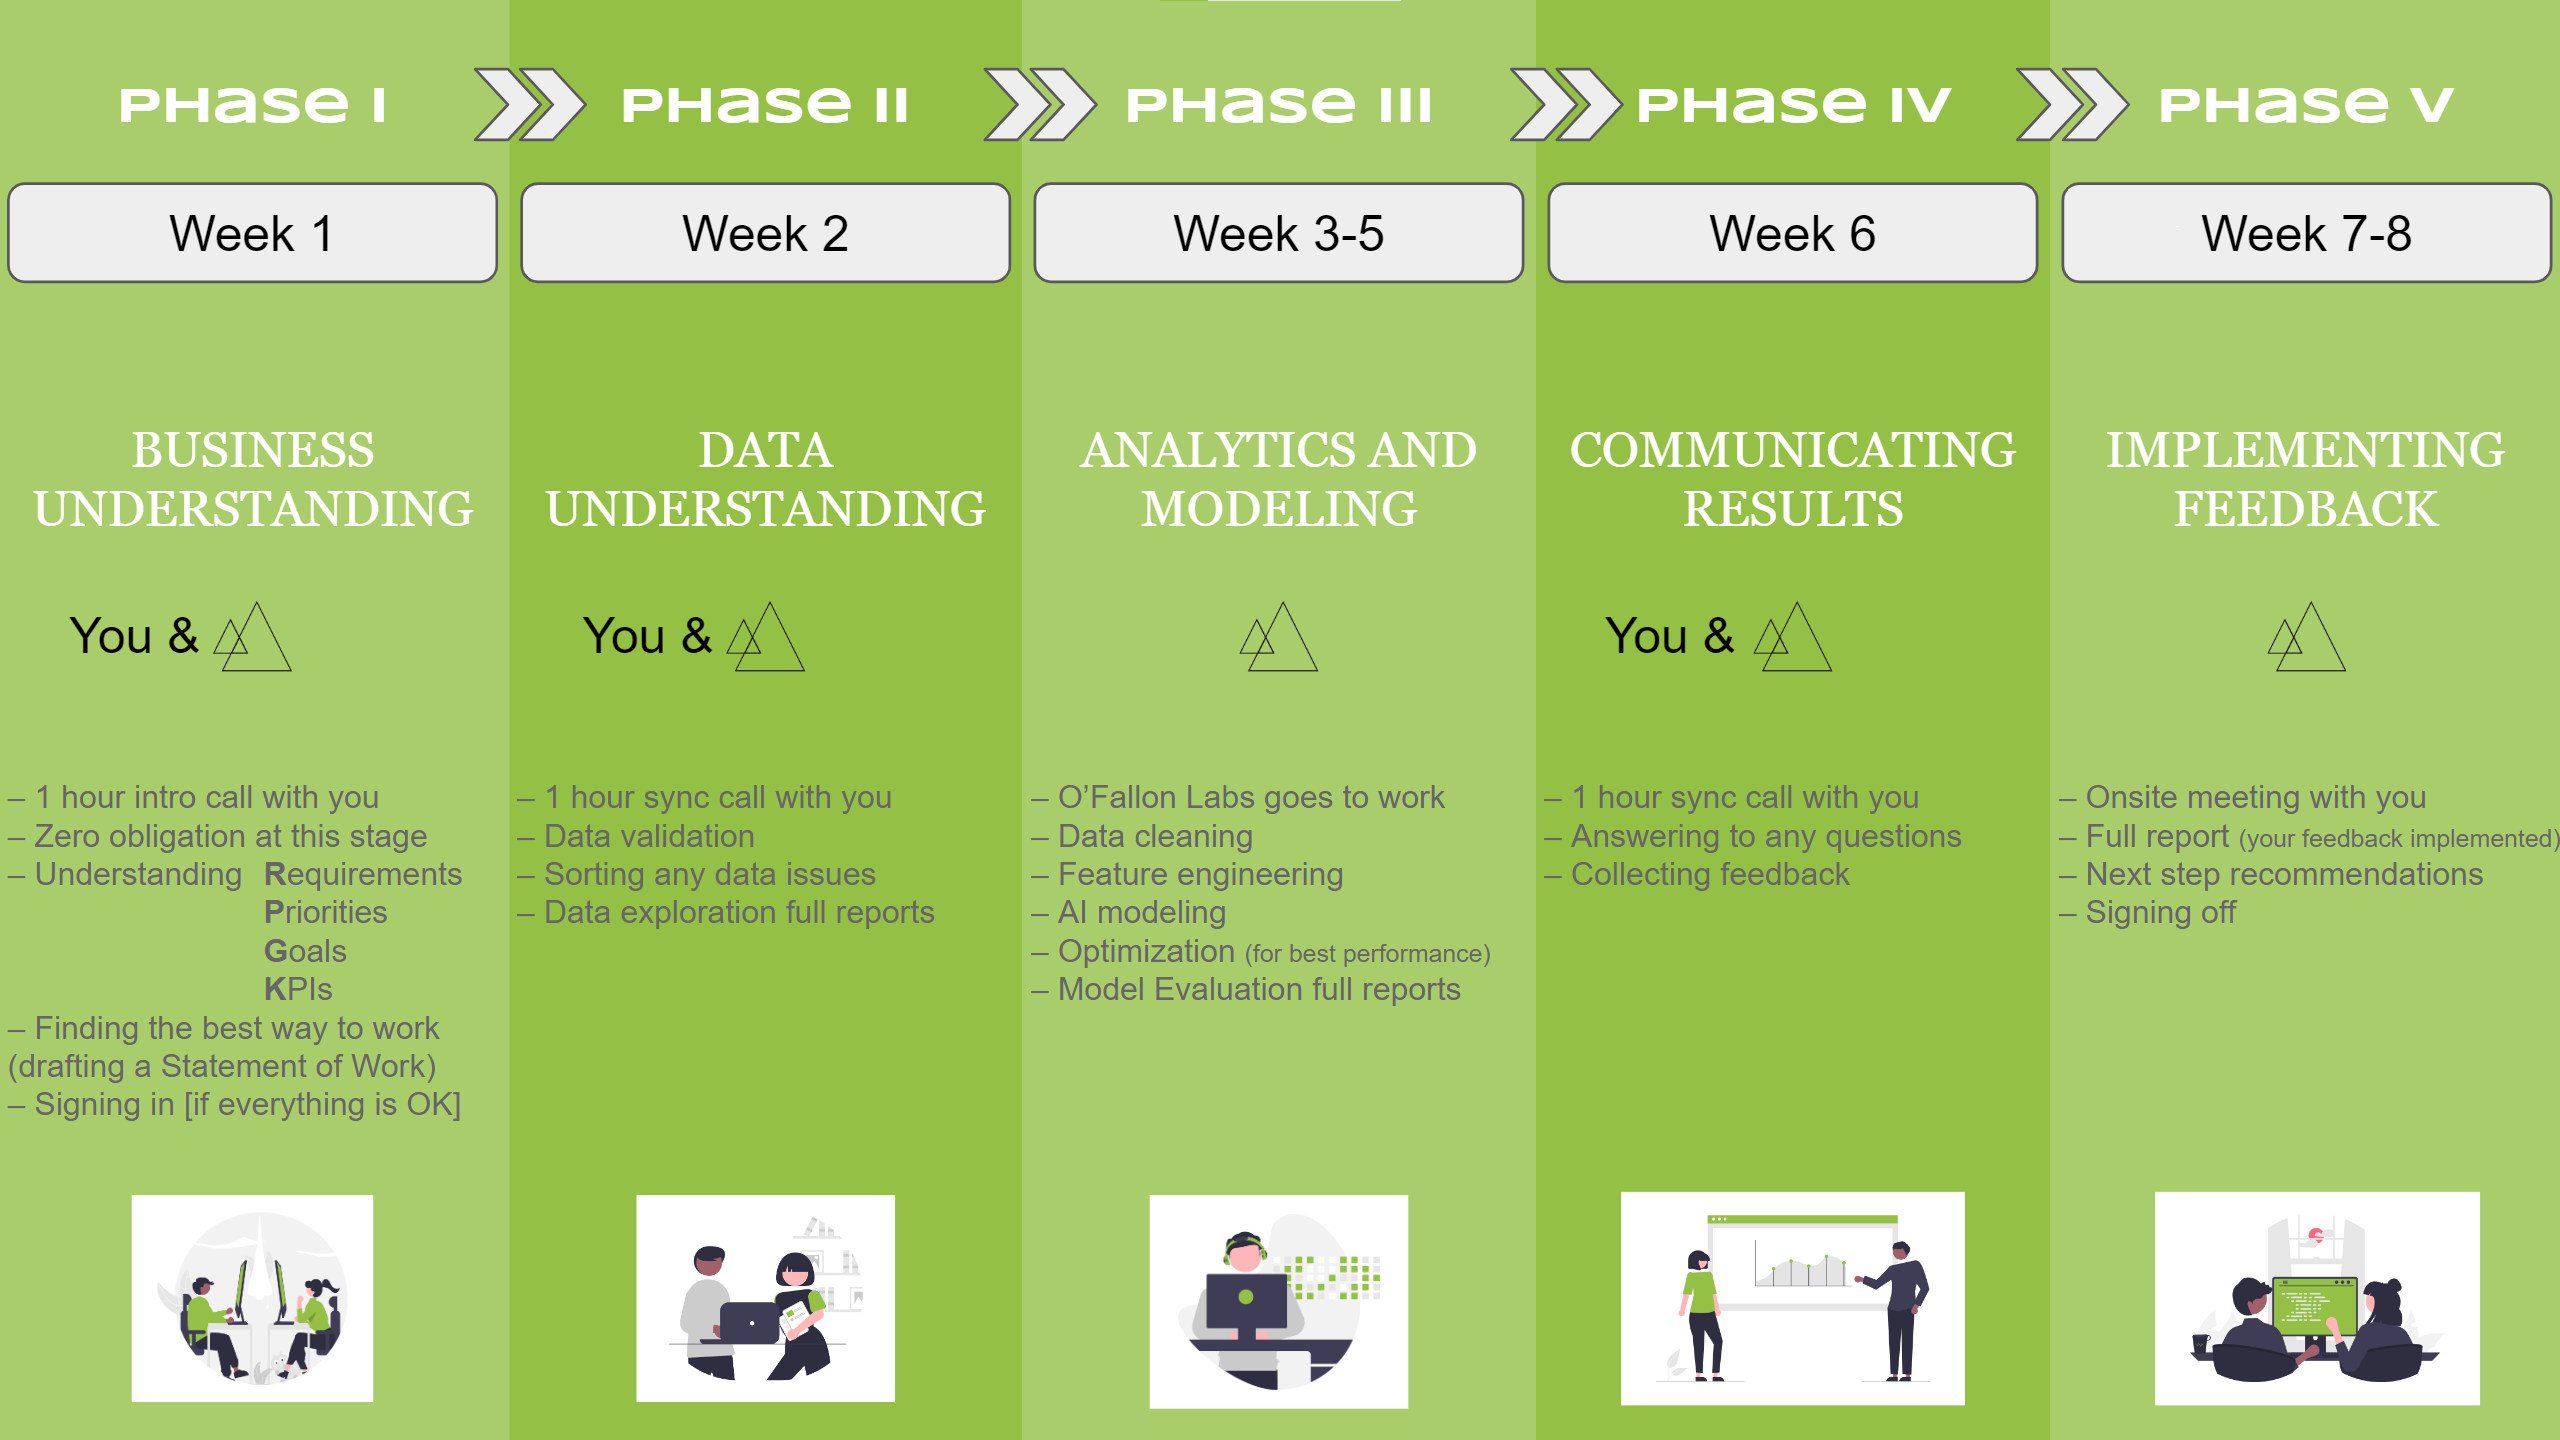 PHase I
Week 1
BUSINESS
UNDERSTANDING
You &
– 1 hour intro call with you
– Zero obligation at this stage
– Understanding Requirements
Priorities
Goals
KPIs
– Finding the best way to work
(drafting a Statement of Work)
– Signing in [if everything is OK]
PHase II
Week 2
DATA
UNDERSTANDING
You &
– 1 hour sync call with you
– Data validation
– Sorting any data issues
– Data exploration full reports
PHase III
Week 3-5
ANALYTICS AND
MODELING
– O’Fallon Labs goes to work
– Data cleaning
– Feature engineering
– AI modeling
– Optimization (for best performance)
– Model Evaluation full reports
PHase IV
Week 6
COMMUNICATING
RESULTS
You &
– 1 hour sync call with you
– Answering to any questions
– Collecting feedback
PHase V
Week 7-8
IMPLEMENTING
FEEDBACK
– Onsite meeting with you
– Full report (your feedback implemented)
– Next step recommendations
– Signing off